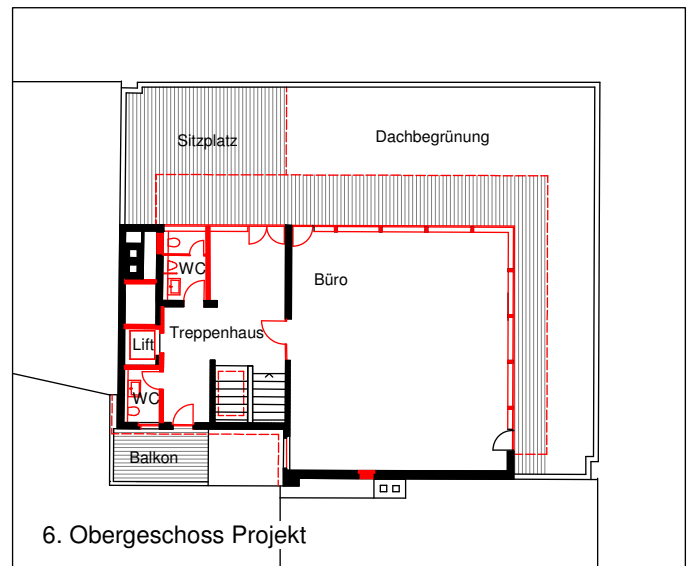 Sitzplatz
Dachbegrünung
WC
Büro
Treppenhaus
Lift
WC
Balkon
6. Obergeschoss Projekt